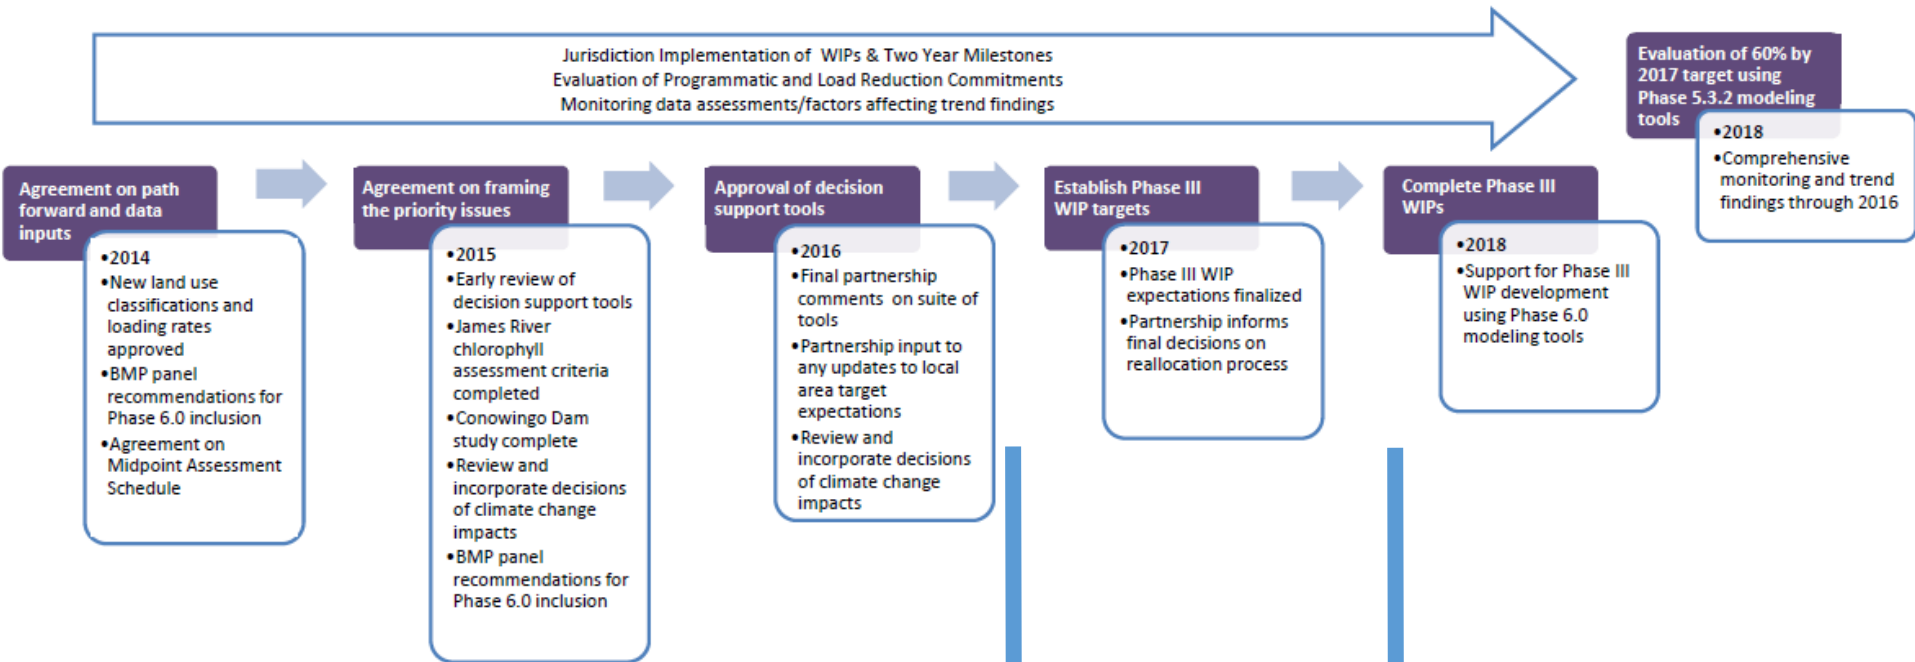 Jurisdiction Implementation of WIPs & Two Year Milestones
Evaluation of Programmatic and Load Reduction Commitments
Monitoring data assessments/factors affecting trend findings
Evaluation of 60% by
2017 target using
Phase 5.3.2 modeling
tools
•2018
•Comprehensive
monitoring and trend
findings through 2016
Agreement on path
forward and data
inputs
•2014
•New land use
classifications and
loading rates
approved
•BMP panel
recommendations for
Phase 6.0 inclusion
•Agreement on
Midpoint Assessment
Schedule
Agreement on framing
the priority issues
•2015
•Early review of
decision support tools
•James River
chlorophyll
assessment criteria
completed
•Conowingo Dam
study complete
•Review and
incorporate decisions
of climate change
impacts
•BMP panel
recommendations for
Phase 6.0 inclusion
Approval of decision
support tools
•2016
•Final partnership
comments on suite of
tools
•Partnership input to
any updates to local
area target
expectations
•Review and
incorporate decisions
of climate change
impacts
Establish Phase III
WIP targets
•2017
•Phase III WIP
expectations finalized
•Partnership informs
final decisions on
reallocation process
Complete Phase III
WIPs
•2018
•Support for Phase III
WIP development
using Phase 6.0
modeling tools